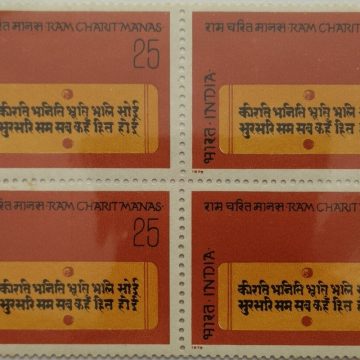 रित मानस·RAM CHARIT MANAS·
25
कीरति भनिति भूति भलि सोई
सुरसरि सम सब कहँ हित होई
राम चरित मानस·RAM CHARIT MANAS
भारत·INDIA
कीरति भनिति भूति भलि सोई
सुरसरि सम सब कहँ हित होई
रित मानस·RAM CHARIT MANAS·
25
कीरति भनिति भूति भलि सोई
सुरसरि सम सब कहँ हित होई
राम चरित मानस·RAM CHARIT MANAS
भारत·INDIA
कीरति भनिति भूति भलि सोई
सुरसरि सम सब कहँ हित होई